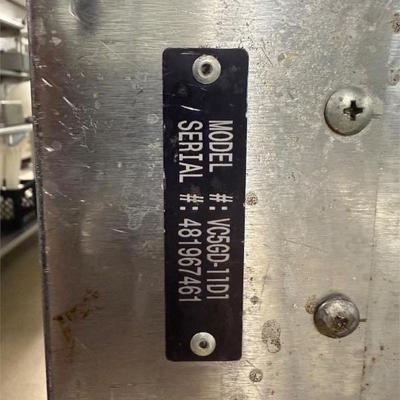 MODEL #: VC5GD-11D1
SERIAL #: 481967461